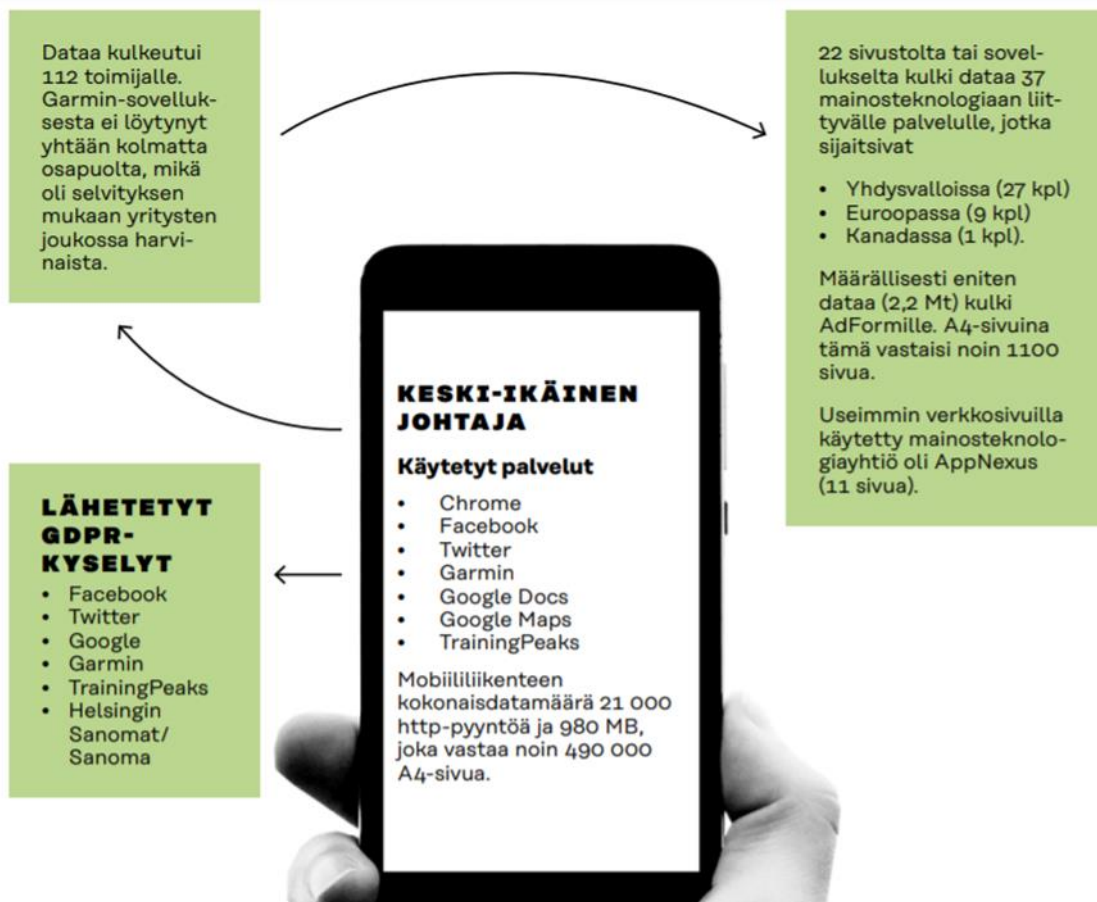 Dataa kulkeutui
112 toimijalle.
Garmin-sovelluk-
sesta ei löytynyt
yhtään kolmatta
osapuolta, mikä
oli selvityksen
mukaan yritysten
joukossa harvi-
naista.
22 sivustolta tai sovel-
lukselta kulki dataa 37
mainosteknologiaan liit-
tyvälle palvelulle, jotka
sijaitsivat
• Yhdysvalloissa (27 kpl)
• Euroopassa (9 kpl)
• Kanadassa (1 kpl).
Määrällisesti eniten
dataa (2,2 Mt) kulki
AdFormille. A4-sivuina
tämä vastaisi noin 1100
sivua.
Useimmin verkkosivuilla
käytetty mainosteknolo-
giayhtiö oli AppNexus
(11 sivua).
KESKI-IKÄINEN
JOHTAJA
Käytetyt palvelut
• Chrome
• Facebook
• Twitter
• Garmin
• Google Docs
• Google Maps
• TrainingPeaks
Mobiililiikenteen
kokonaisdatamäärä 21 000
http-pyyntöä ja 980 MB,
joka vastaa noin 490 000
A4-sivua.
LÄHETETYT
GDPR-
KYSELYT
• Facebook
• Twitter
• Google
• Garmin
• TrainingPeaks
• Helsingin
Sanomat/
Sanoma